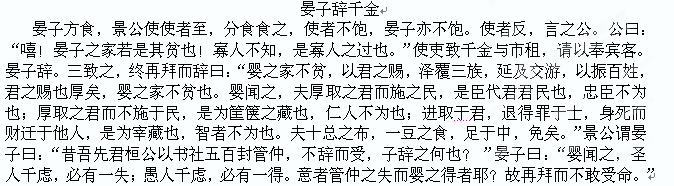 晏子辞千金
晏子方食，景公使使者至，分食食之，使者不饱，晏子亦不饱。使者反，言之公。公曰：
“嘻！晏子之家若是其贫也！寡人不知，是寡人之过也。”使吏致千金与市租，请以奉宾客。
晏子辞。三致之，终再拜而辞曰：“婴之家不贫，以君之赐，泽覆三族，延及交游，以振百姓，
君之赐也厚矣，婴之家不贫也。婴闻之，夫厚取之君而施之民，是臣代君君民也，忠臣不为
也；厚取之君而不施于民，是为筐箧之藏也，仁人不为也；进取于君，退得罪于士，身死而
财迁于他人，是为宰藏也，智者不为也。夫十总之布，一豆之食，足于中，免矣。”景公谓晏
子曰：“昔吾先君桓公以书社五百封管仲，不辞而受，子辞之何也？”晏子曰：“婴闻之，圣
人千虑，必有一失；愚人千虑，必有一得。意者管仲之失而婴之得者耶？故再拜而不敢受命。”